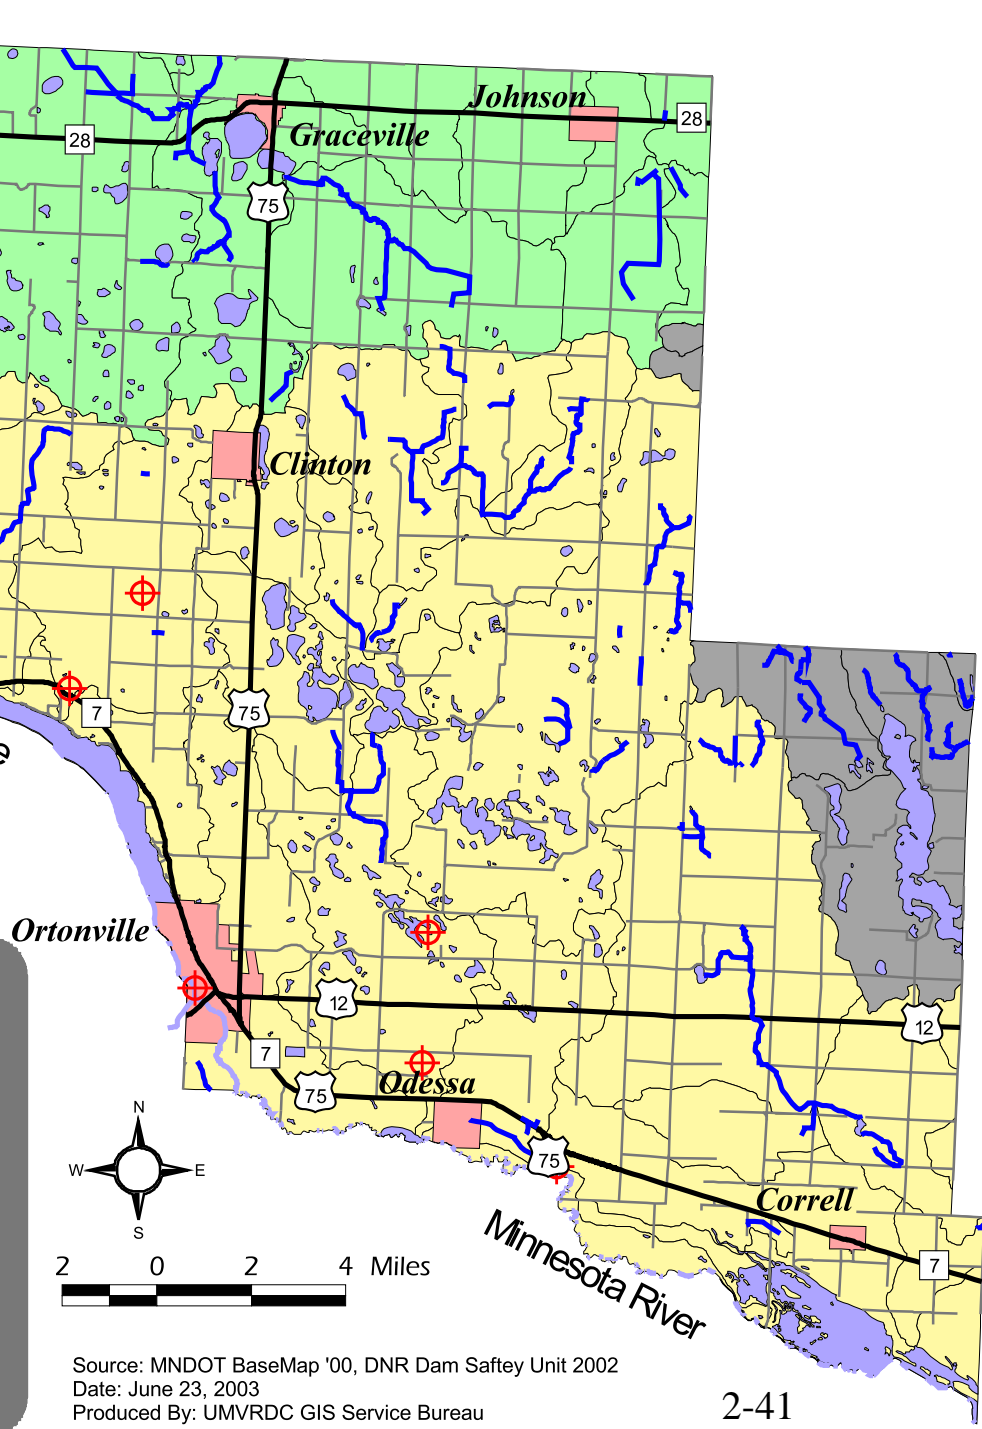 Johnson
28
Graceville
28
75
Clinton
7
75
e
Ortonville
12
12
7
Odessa
75
N
W E
S
75
Correll
Minnesota River
7
2 0 2 4 Miles
Source: MNDOT BaseMap '00, DNR Dam Saftey Unit 2002
Date: June 23, 2003
Produced By: UMVRDC GIS Service Bureau
2-41